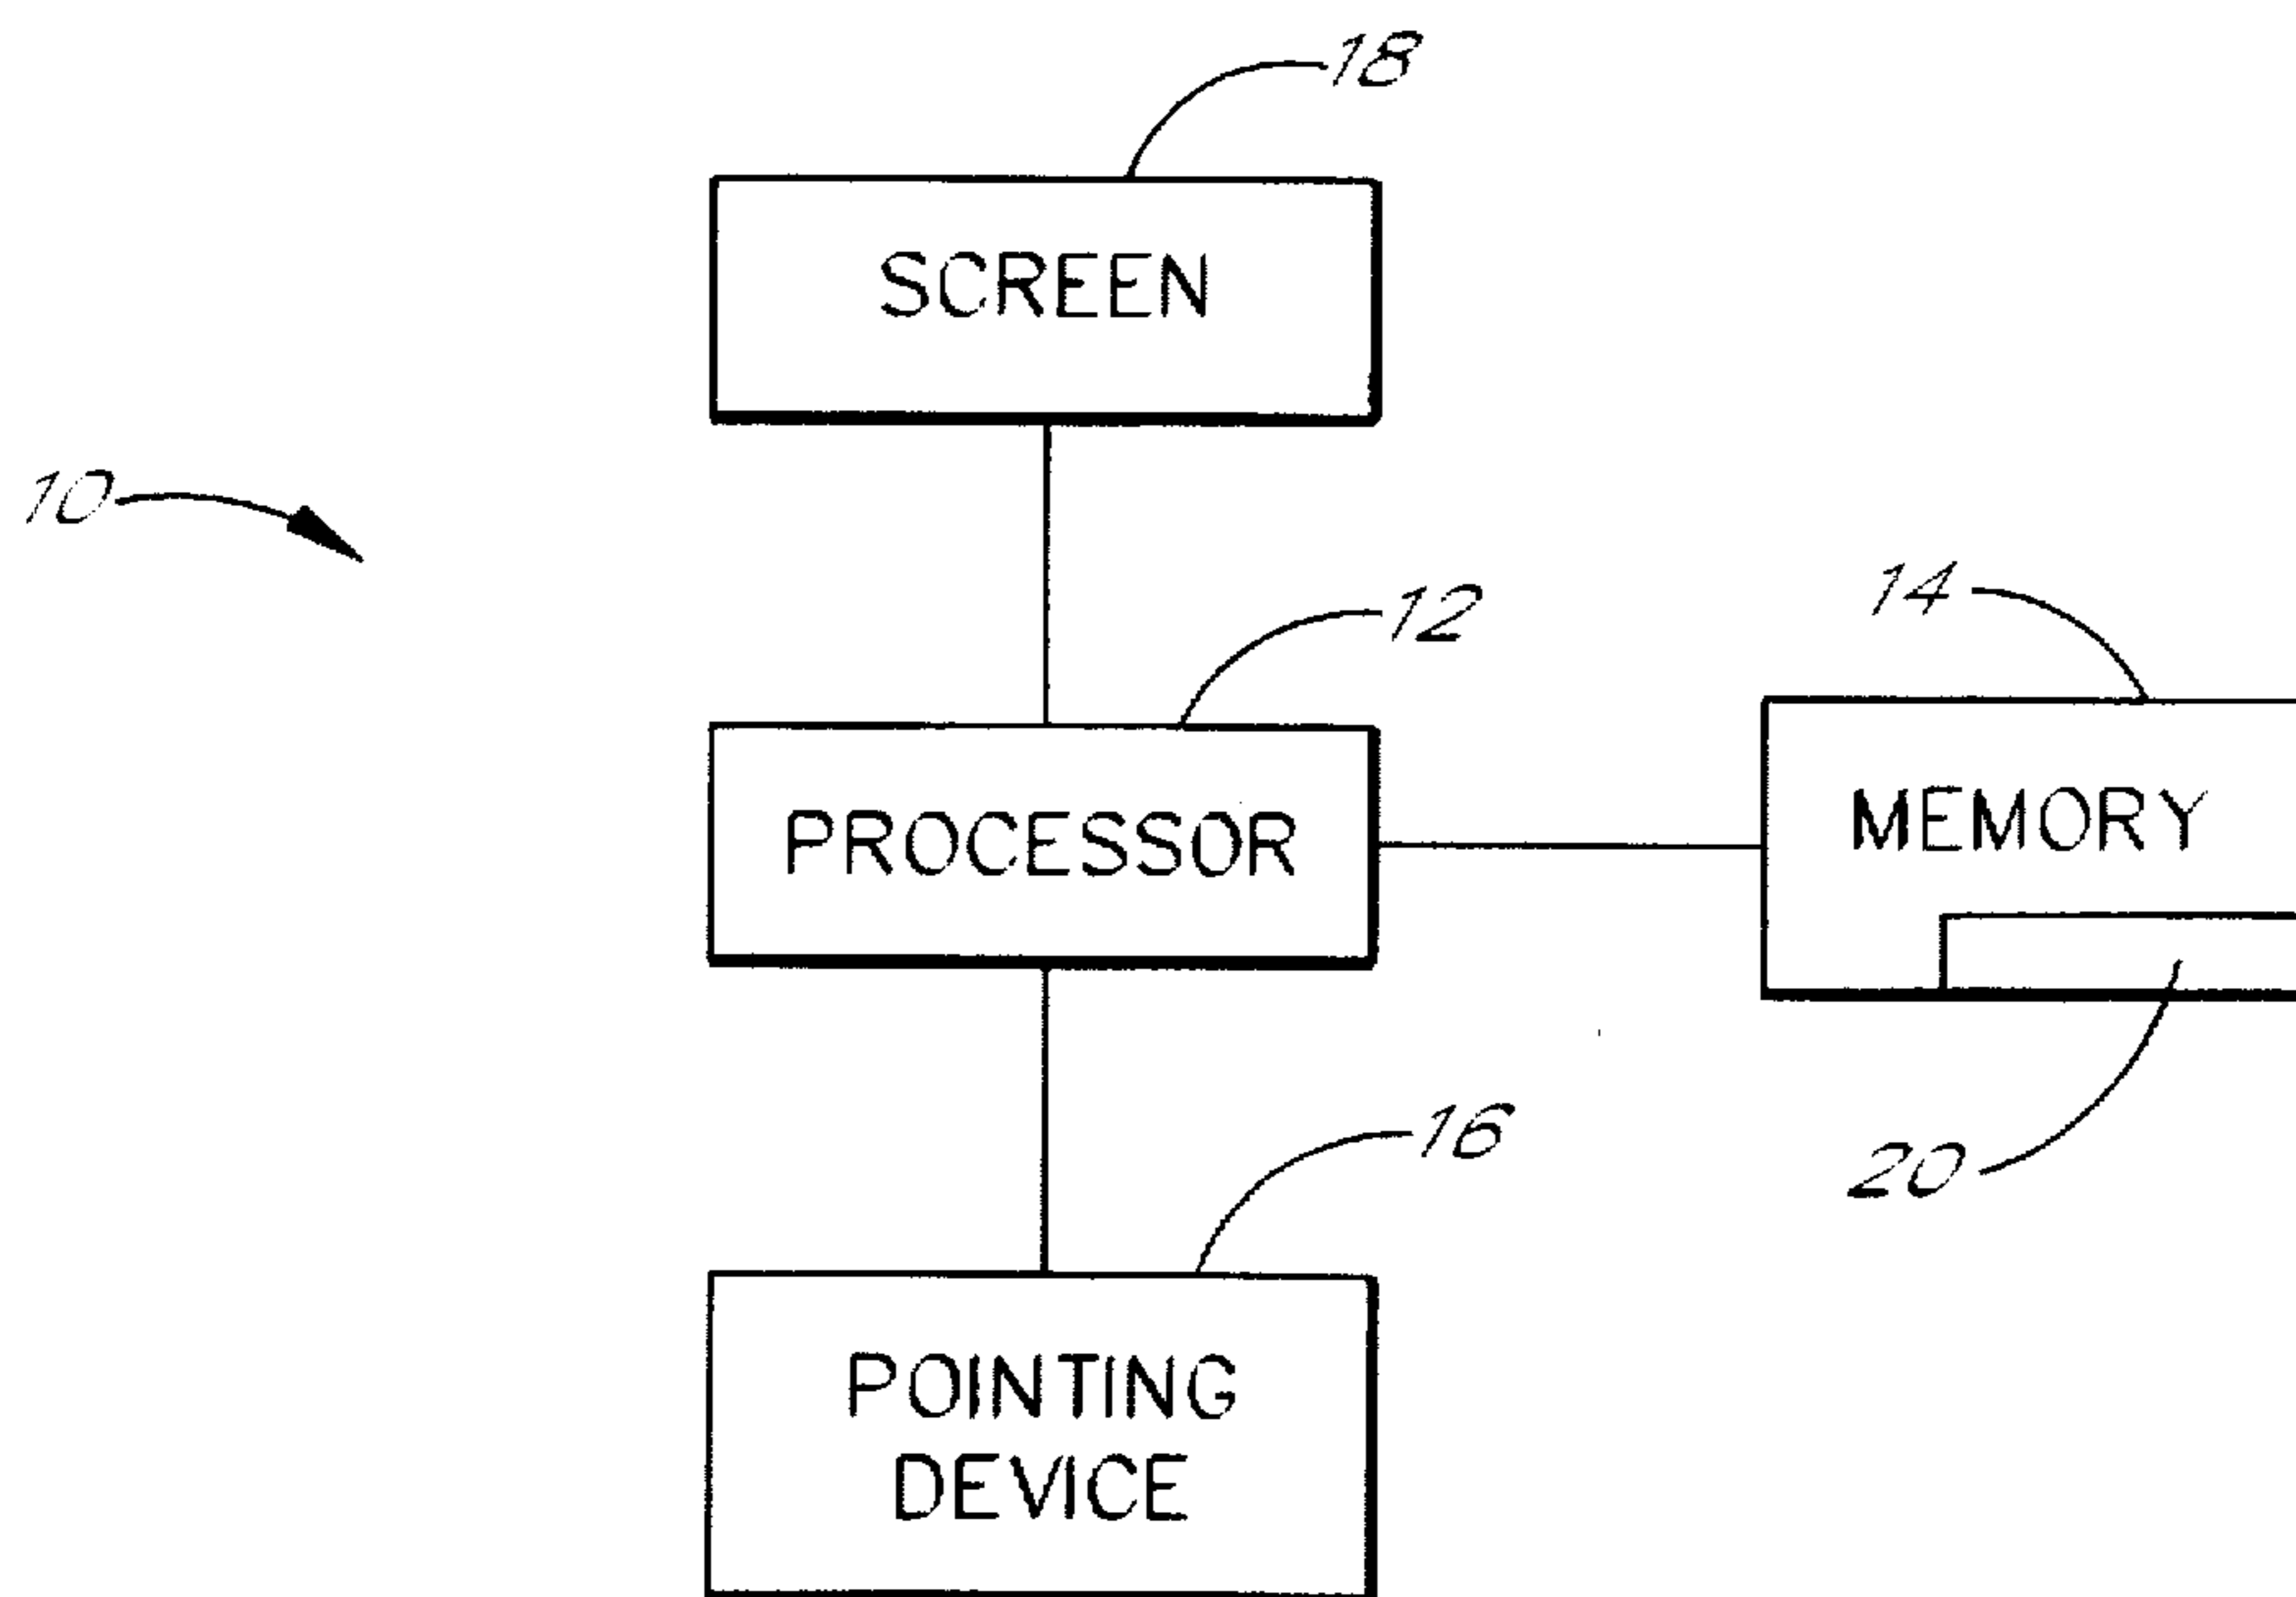 18
SCREEN
10
12
14
PROCESSOR
MEMORY
16
20
POINTING
DEVICE